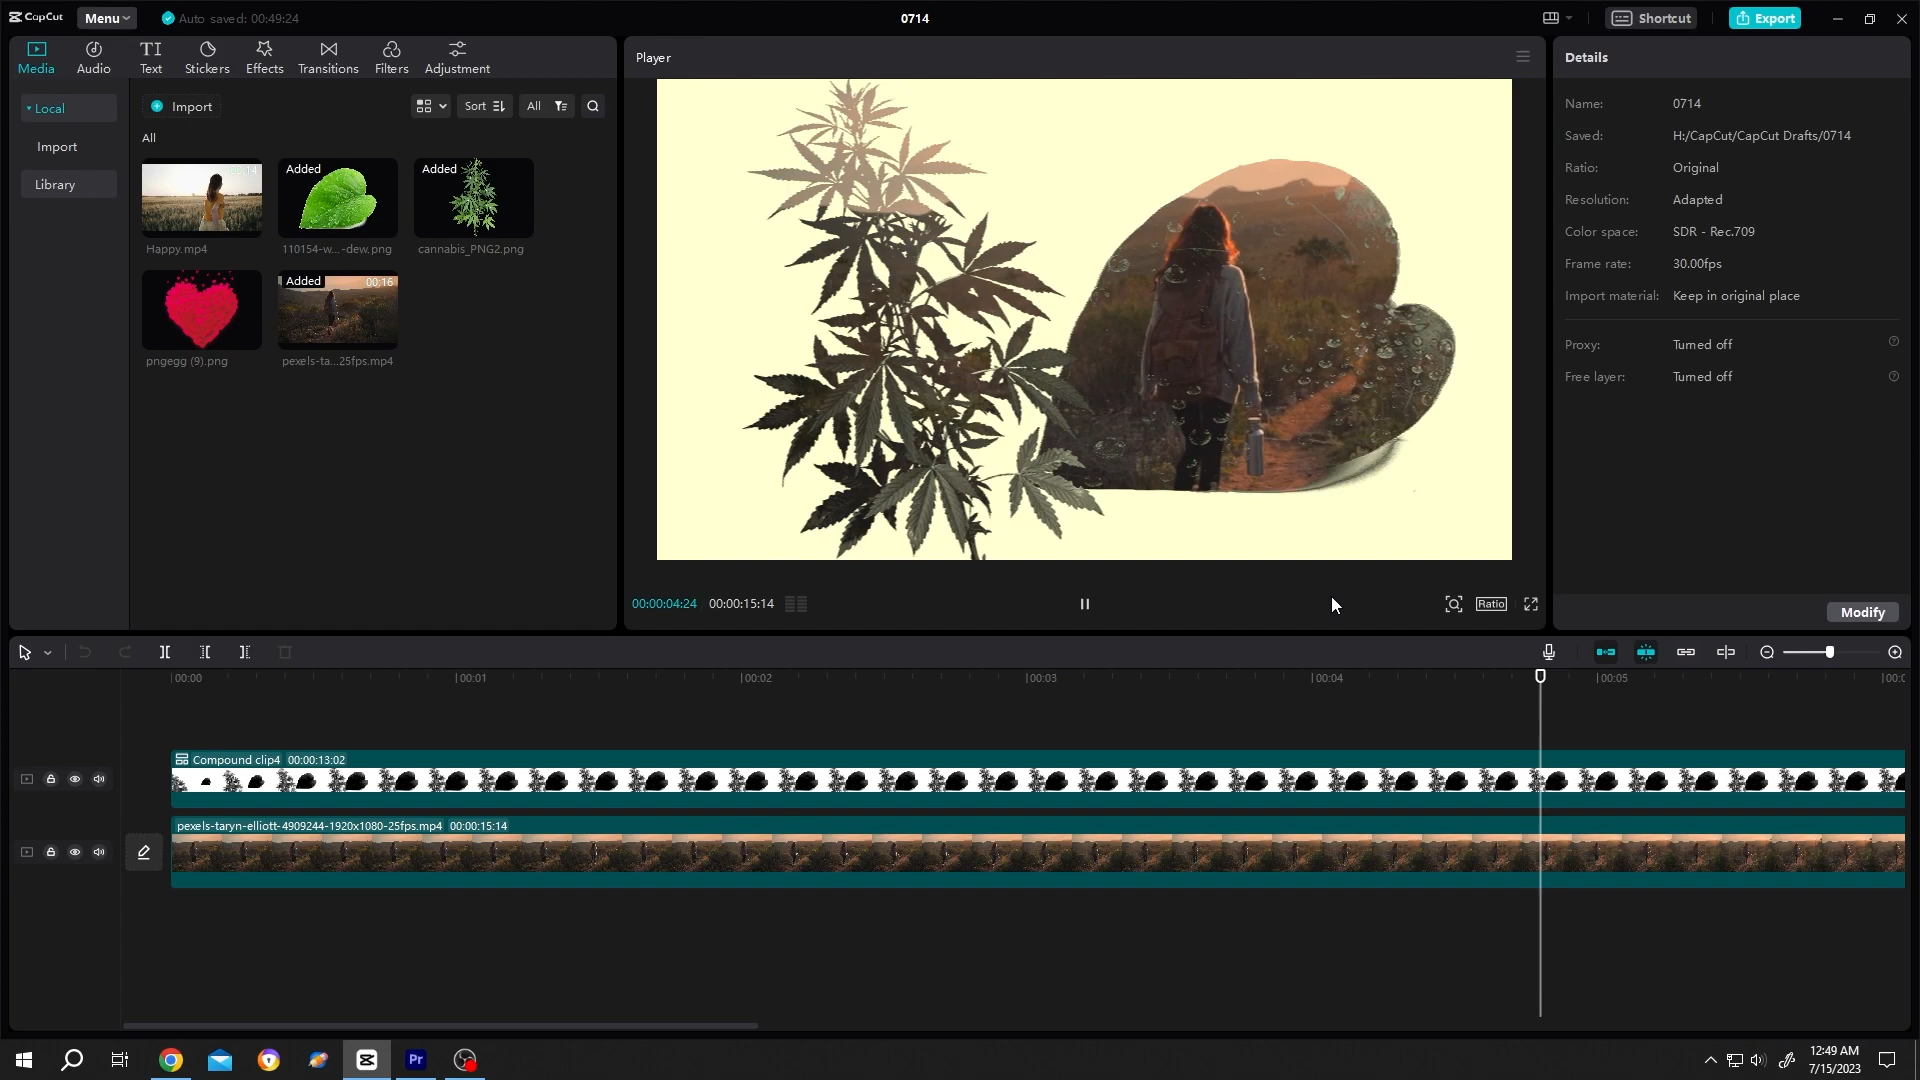 CapCut
Menu
Auto saved: 00:49:24
0714
Shortcut
Export
Media
Audio
TI
Text
Stickers
Effects
Transitions
Filters
Adjustment
Player
Details
Local
Import
Library
Import
Sort
All
All
Added
Added
Happy.mp4
110154-w...-dew.png
cannabis_PNG2.png
Added
00:16
pngegg (9).png
pexels-ta...25fps.mp4
Name: 0714
Saved: H:/CapCut/CapCut Drafts/0714
Ratio: Original
Resolution: Adapted
Color space: SDR - Rec.709
Frame rate: 30.00fps
Import material: Keep in original place
Proxy: Turned off
Free layer: Turned off
00:00:04:24 00:00:15:14
Ratio
Modify
00:00
00:01
00:02
00:03
00:04
00:05
Compound clip4 00:00:13:02
pexels-taryn-elliott-4909244-1920x1080-25fps.mp4 00:00:15:14
Pr
12:49 AM
7/15/2023